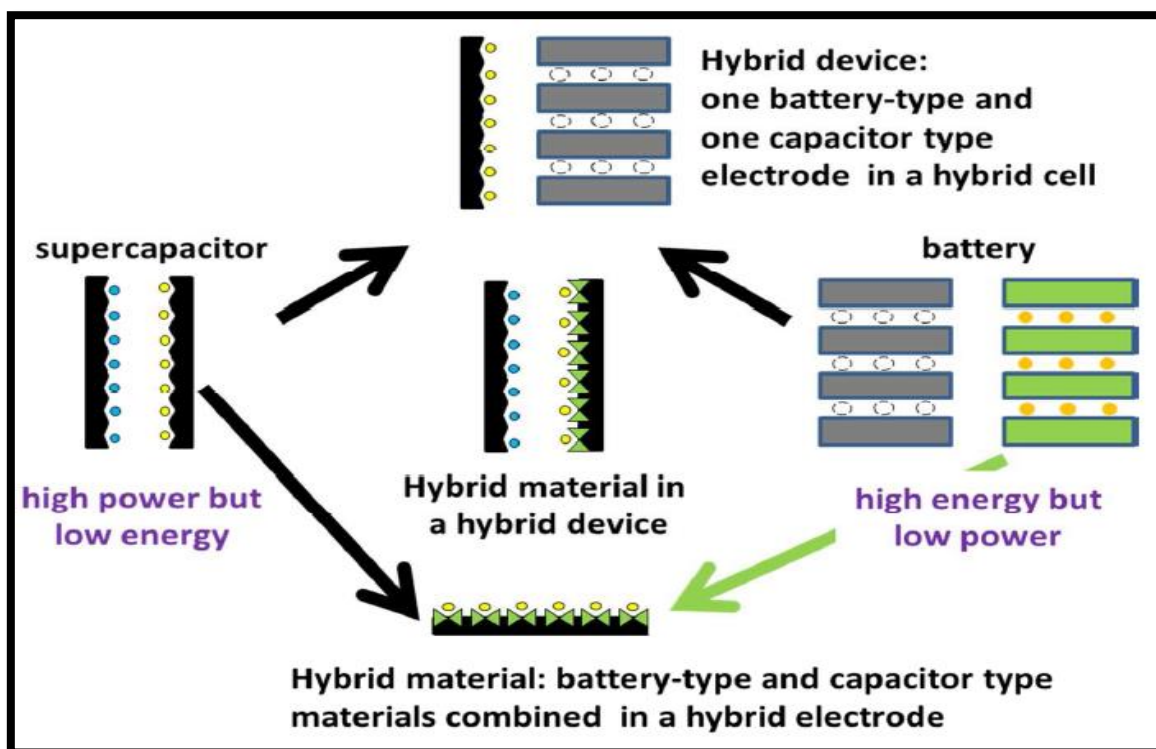 Hybrid device:
one battery-type and
one capacitor type
electrode in a hybrid cell
supercapacitor
battery
high power but
low energy
Hybrid material in
a hybrid device
high energy but
low power
Hybrid material: battery-type and capacitor type
materials combined in a hybrid electrode